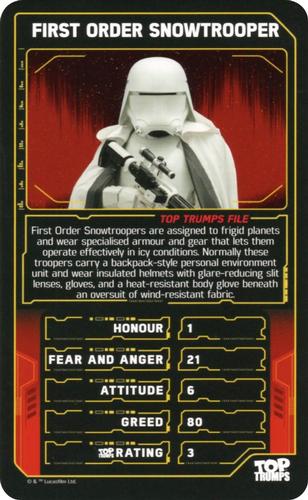 FIRST ORDER SNOWTROOPER
TOP TRUMPS FILE
First Order Snowtroopers are assigned to frigid planets
and wear specialised armour and gear that lets them
operate effectively in icy conditions. Normally these
troopers carry a backpack-style personal environment
unit and wear insulated helmets with glare-reducing slit
lenses, gloves, and a heat-resistant body glove beneath
an oversuit of wind-resistant fabric.
HONOUR 1
FEAR AND ANGER 21
ATTITUDE 6
GREED 80
TOP TRUMPS RATING 3
© & ™ Lucasfilm Ltd.
TOP
TRUMPS